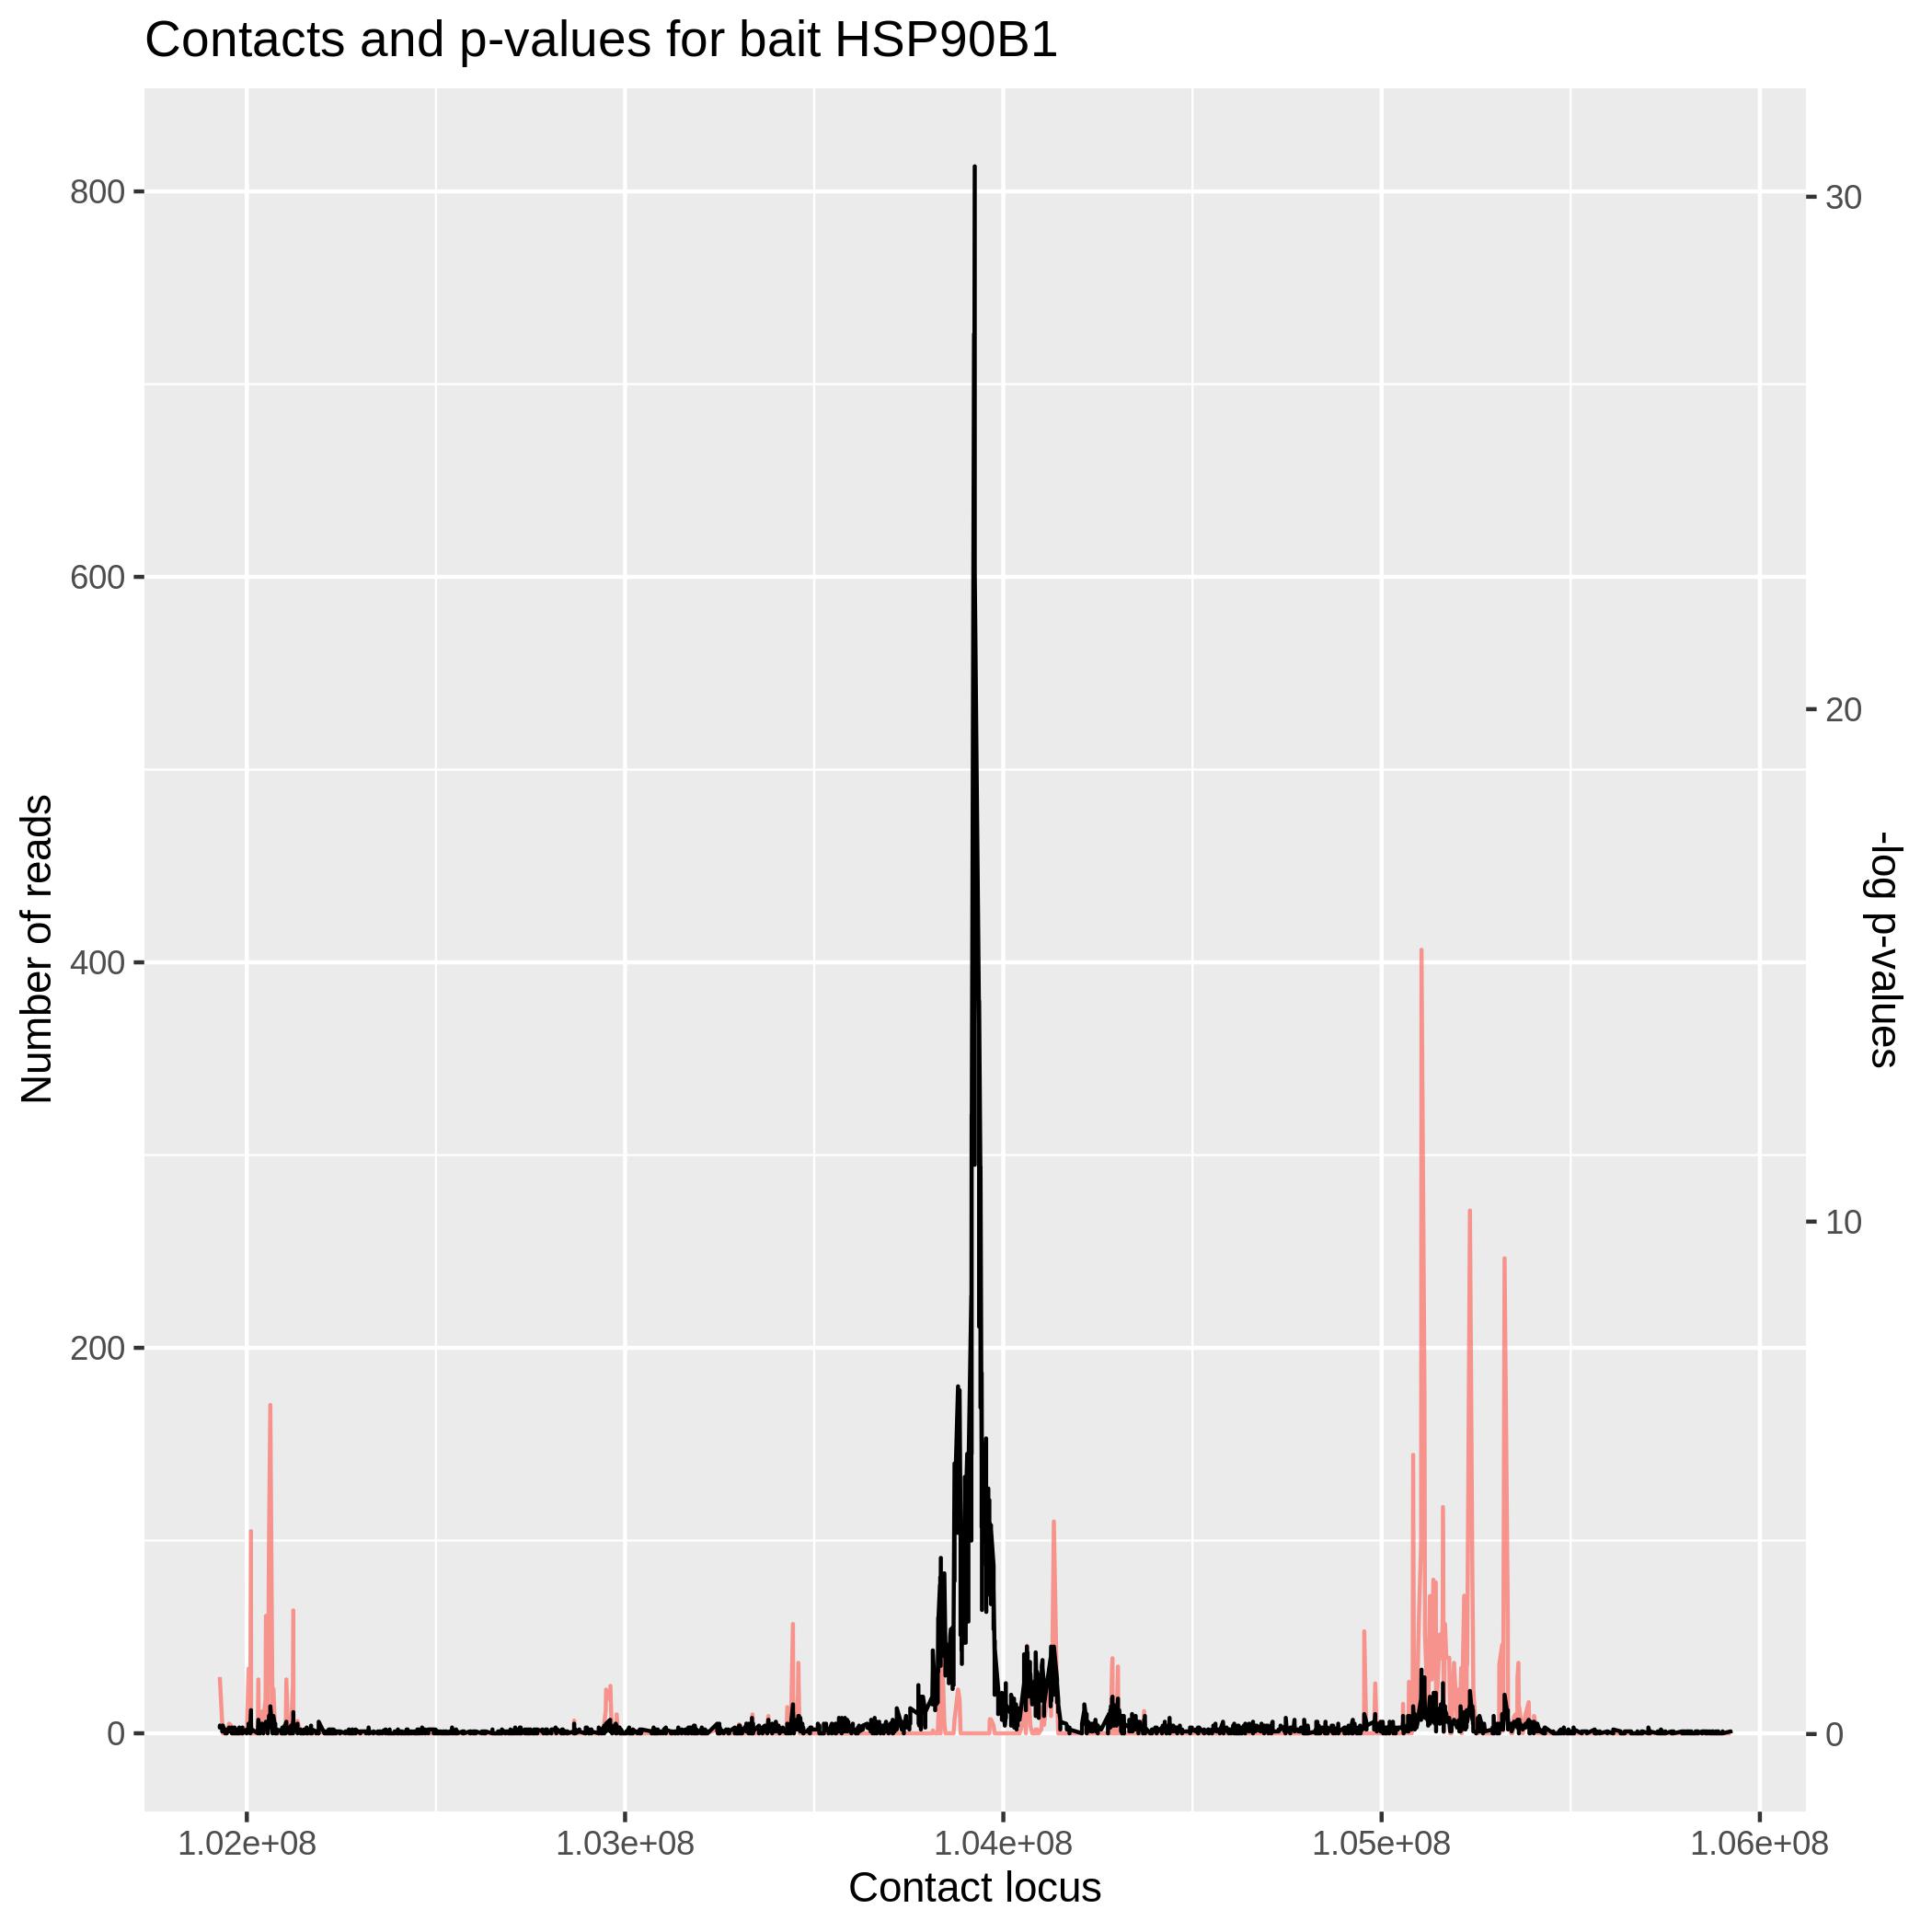 Contacts and p-values for bait HSP90B1
800
600
400
200
0
30
20
10
0
Number of reads
-log p-values
1.02e+08
1.03e+08
1.04e+08
1.05e+08
1.06e+08
Contact locus